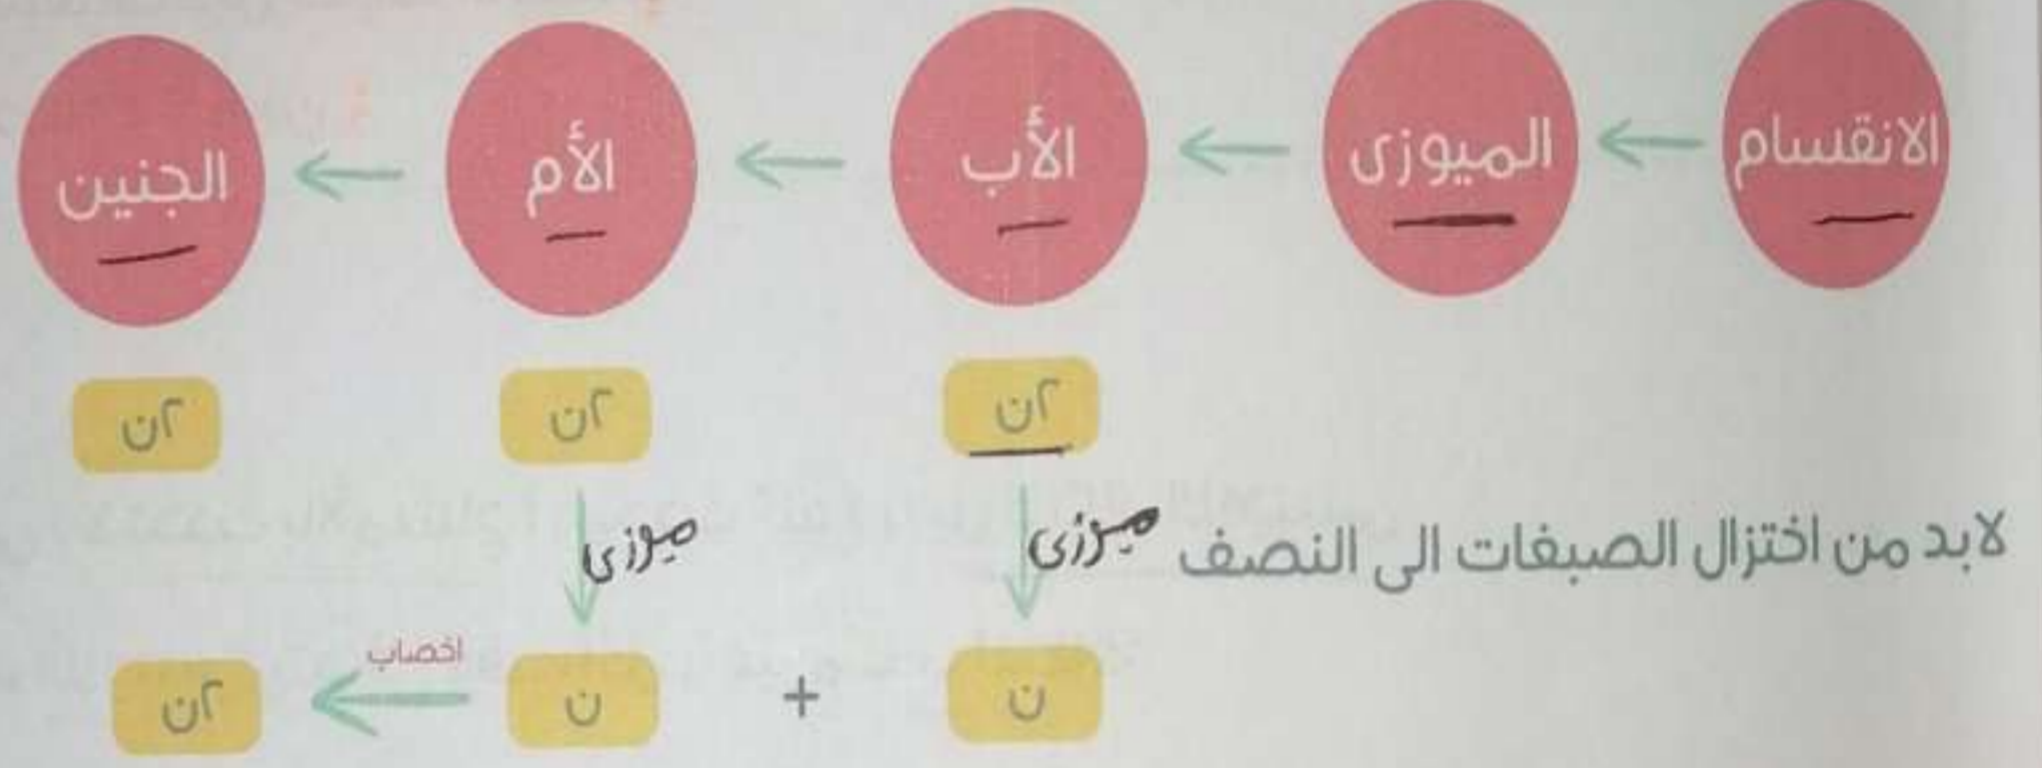 الانقسام ← الميوزى ← الأب ← الأم ← الجنين
٢ن ٢ن ٢ن
لابد من اختزال الصبغات الى النصف ميوزى ميوزى
اخصاب
ن + ن ← ٢ن